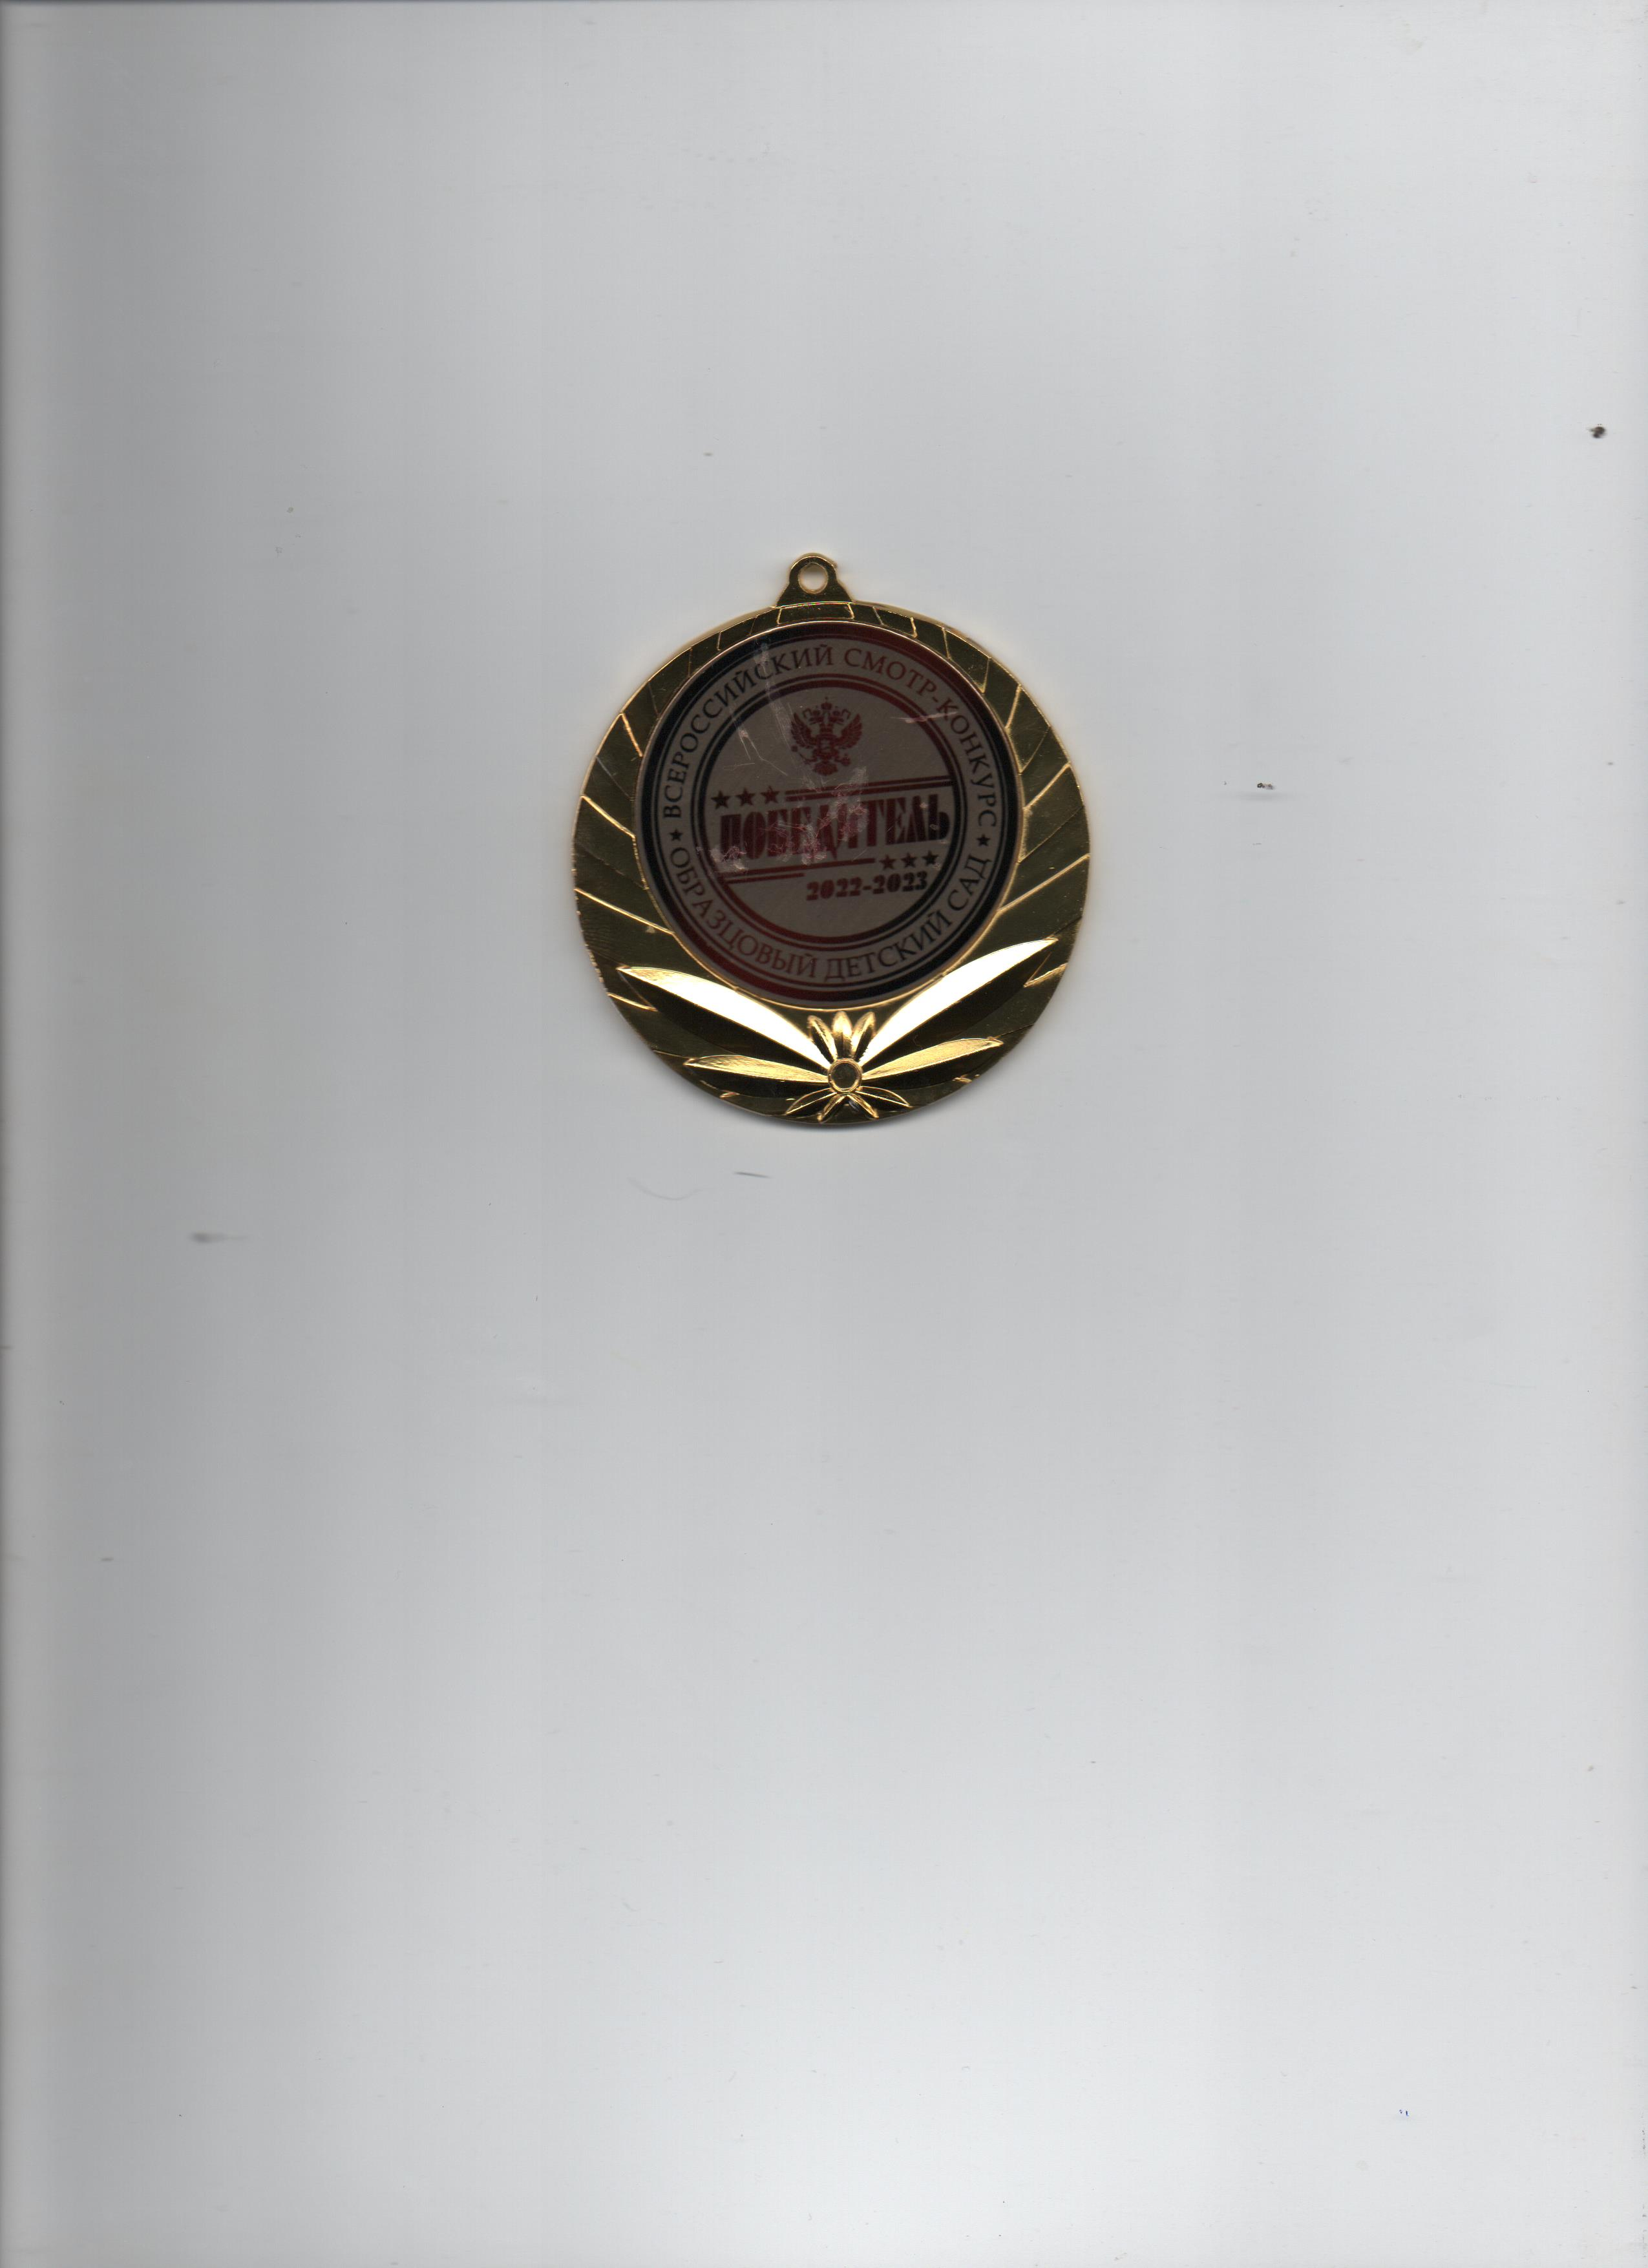 ВСЕРОССИЙСКИЙ СМОТР-КОНКУРС
ПОБЕДИТЕЛЬ
2022-2023
ОБРАЗЦОВЫЙ ДЕТСКИЙ САД